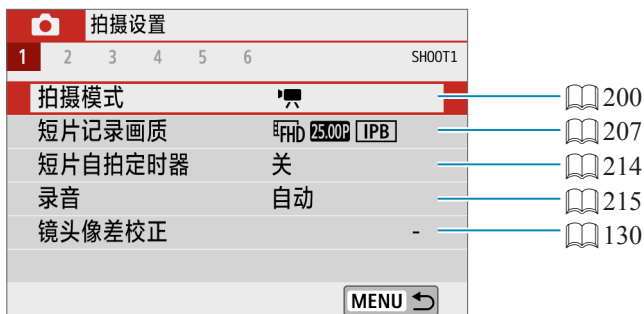 拍摄设置
1 2 3 4 5 6 SHOOT1
拍摄模式 200
短片记录画质 FHD 25.00P IPB 207
短片自拍定时器 关 214
录音 自动 215
镜头像差校正 - 130
MENU